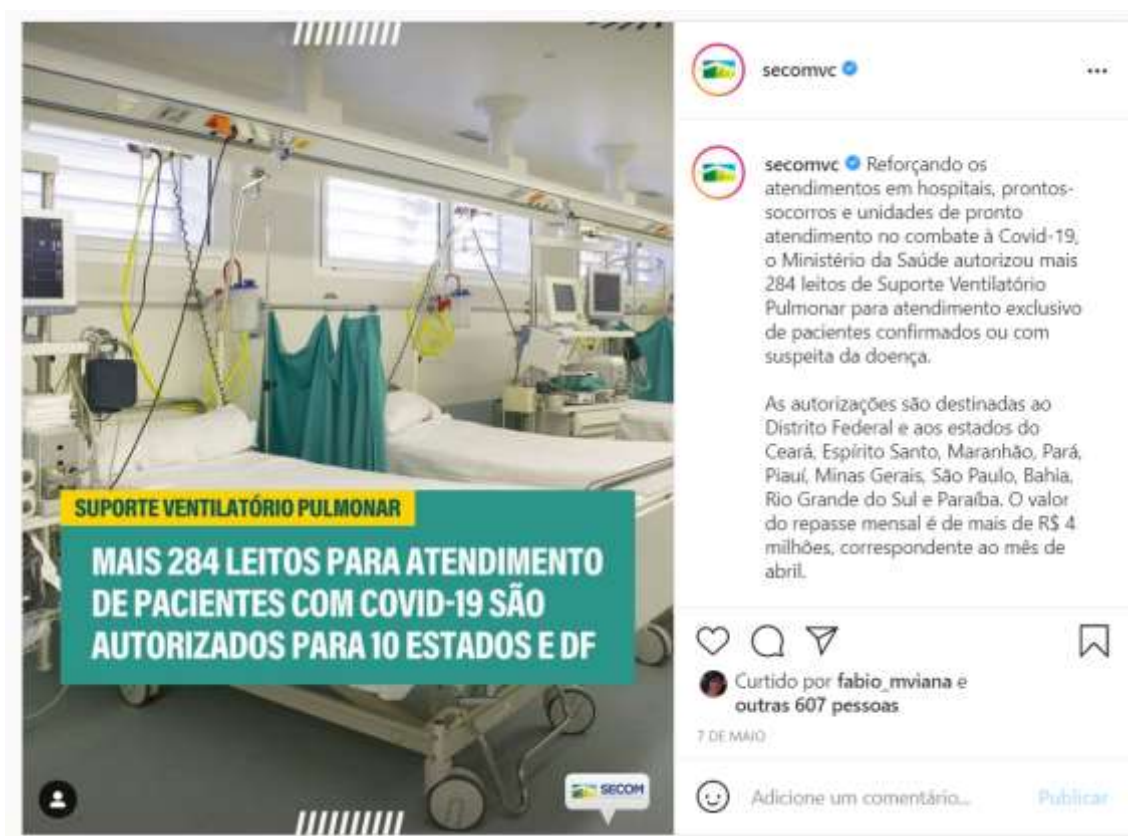 SUPORTE VENTILATÓRIO PULMONAR
MAIS 284 LEITOS PARA ATENDIMENTO
DE PACIENTES COM COVID-19 SÃO
AUTORIZADOS PARA 10 ESTADOS E DF
SECOM
secomvc
secomvc Reforçando os
atendimentos em hospitais, prontos-
socorros e unidades de pronto
atendimento no combate à Covid-19,
o Ministério da Saúde autorizou mais
284 leitos de Suporte Ventilatório
Pulmonar para atendimento exclusivo
de pacientes confirmados ou com
suspeita da doença.
As autorizações são destinadas ao
Distrito Federal e aos estados do
Ceará, Espírito Santo, Maranhão, Pará,
Piauí, Minas Gerais, São Paulo, Bahia,
Rio Grande do Sul e Paraíba. O valor
do repasse mensal é de mais de R$ 4
milhões, correspondente ao mês de
abril.
Curtido por fabio_mviana e
outras 607 pessoas
7 DE MAIO
Adicione um comentário...
Publicar